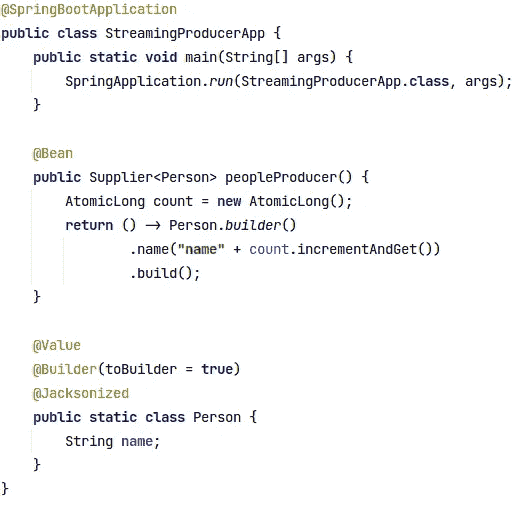 @SpringBootApplication
public class StreamingProducerApp {
    public static void main(String[] args) {
        SpringApplication.run(StreamingProducerApp.class, args);
    }

    @Bean
    public Supplier<Person> peopleProducer() {
        AtomicLong count = new AtomicLong();
        return () → Person.builder()
                .name("name" + count.incrementAndGet())
                .build();
    }

    @Value
    @Builder(toBuilder = true)
    @Jacksonized
    public static class Person {
        String name;
    }
}